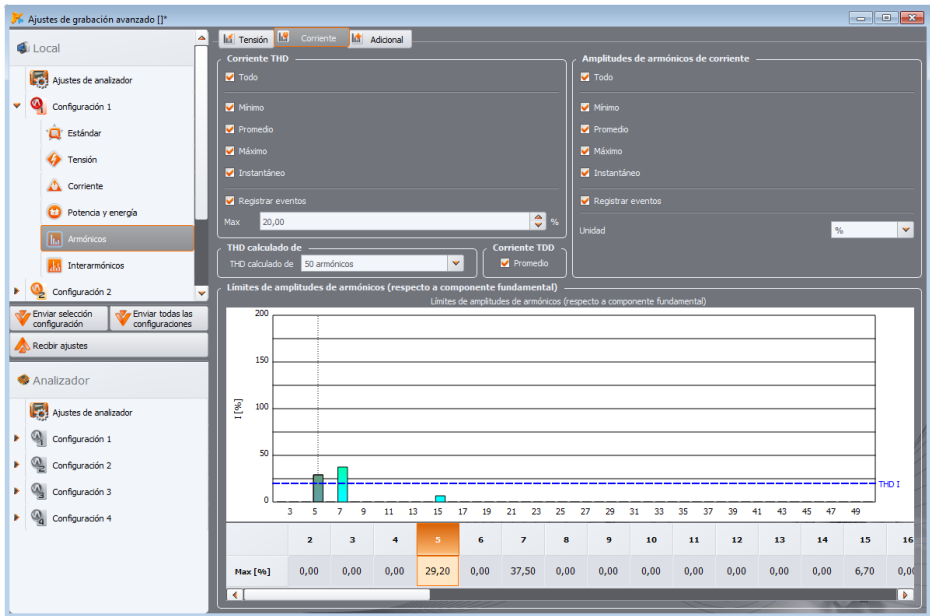 Ajustes de grabación avanzado []*
Local
Ajustes de analizador
Configuración 1
Estándar
Tensión
Corriente
Potencia y energía
Armónicos
Interarmónicos
Configuración 2
Enviar selección configuración
Enviar todas las configuraciones
Recibir ajustes
Analizador
Ajustes de analizador
Configuración 1
Configuración 2
Configuración 3
Configuración 4
Tensión Corriente Adicional
Corriente THD
Todo
Mínimo
Promedio
Máximo
Instantáneo
Registrar eventos
Max 20,00 %
Amplitudes de armónicos de corriente
Todo
Mínimo
Promedio
Máximo
Instantáneo
Registrar eventos
Unidad %
THD calculado de
THD calculado de 50 armónicos
Corriente TDD
Promedio
Límites de amplitudes de armónicos (respecto a componente fundamental)
Límites de amplitudes de armónicos (respecto a componente fundamental)
200
150
100
50
0
I [%]
THD I
3 5 7 9 11 13 15 17 19 21 23 25 27 29 31 33 35 37 39 41 43 45 47 49
2 3 4 5 6 7 8 9 10 11 12 13 14 15 16
Max [%] 0,00 0,00 0,00 29,20 0,00 37,50 0,00 0,00 0,00 0,00 0,00 0,00 0,00 6,70 0,00